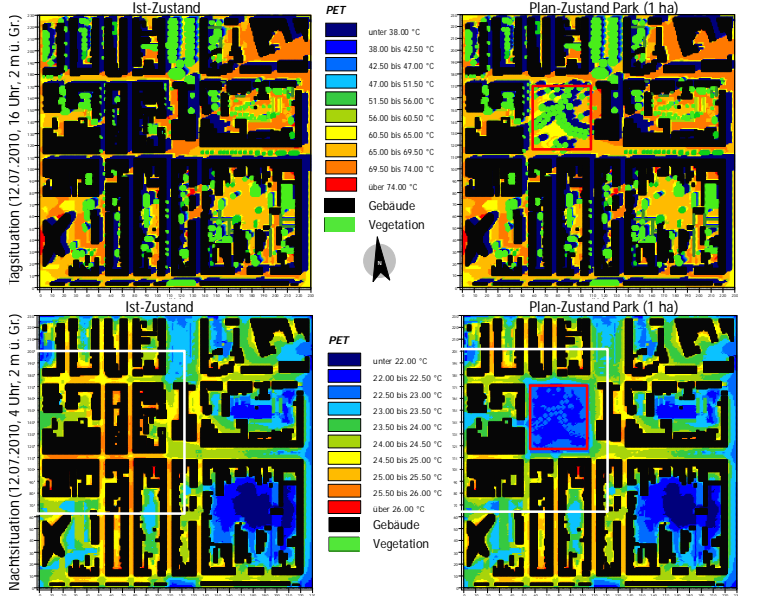 Ist-Zustand
PET
Plan-Zustand Park (1 ha)
Tagsituation (12.07.2010, 16 Uhr, 2 m ü. Gr.)
unter 38.00 °C
38.00 bis 42.50 °C
42.50 bis 47.00 °C
47.00 bis 51.50 °C
51.50 bis 56.00 °C
56.00 bis 60.50 °C
60.50 bis 65.00 °C
65.00 bis 69.50 °C
69.50 bis 74.00 °C
über 74.00 °C
Gebäude
Vegetation
N
Ist-Zustand
Plan-Zustand Park (1 ha)
Nachtsituation (12.07.2010, 4 Uhr, 2 m ü. Gr.)
PET
unter 22.00 °C
22.00 bis 22.50 °C
22.50 bis 23.00 °C
23.00 bis 23.50 °C
23.50 bis 24.00 °C
24.00 bis 24.50 °C
24.50 bis 25.00 °C
25.00 bis 25.50 °C
25.50 bis 26.00 °C
über 26.00 °C
Gebäude
Vegetation